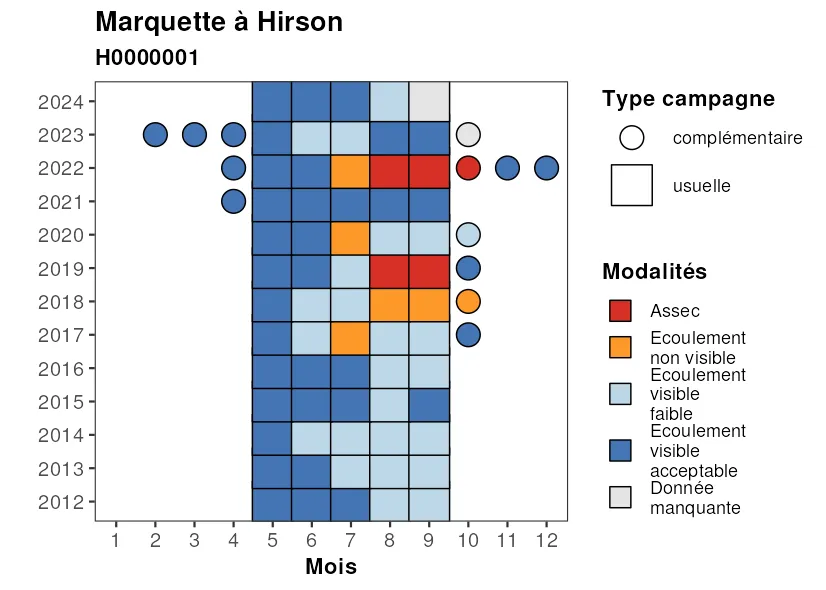 Marquette à Hirson
H0000001
2024
2023
2022
2021
2020
2019
2018
2017
2016
2015
2014
2013
2012
1 2 3 4 5 6 7 8 9 10 11 12
Mois
Type campagne
complémentaire
usuelle
Modalités
Assec
Ecoulement
non visible
Ecoulement
visible
faible
Ecoulement
visible
acceptable
Donnée
manquante